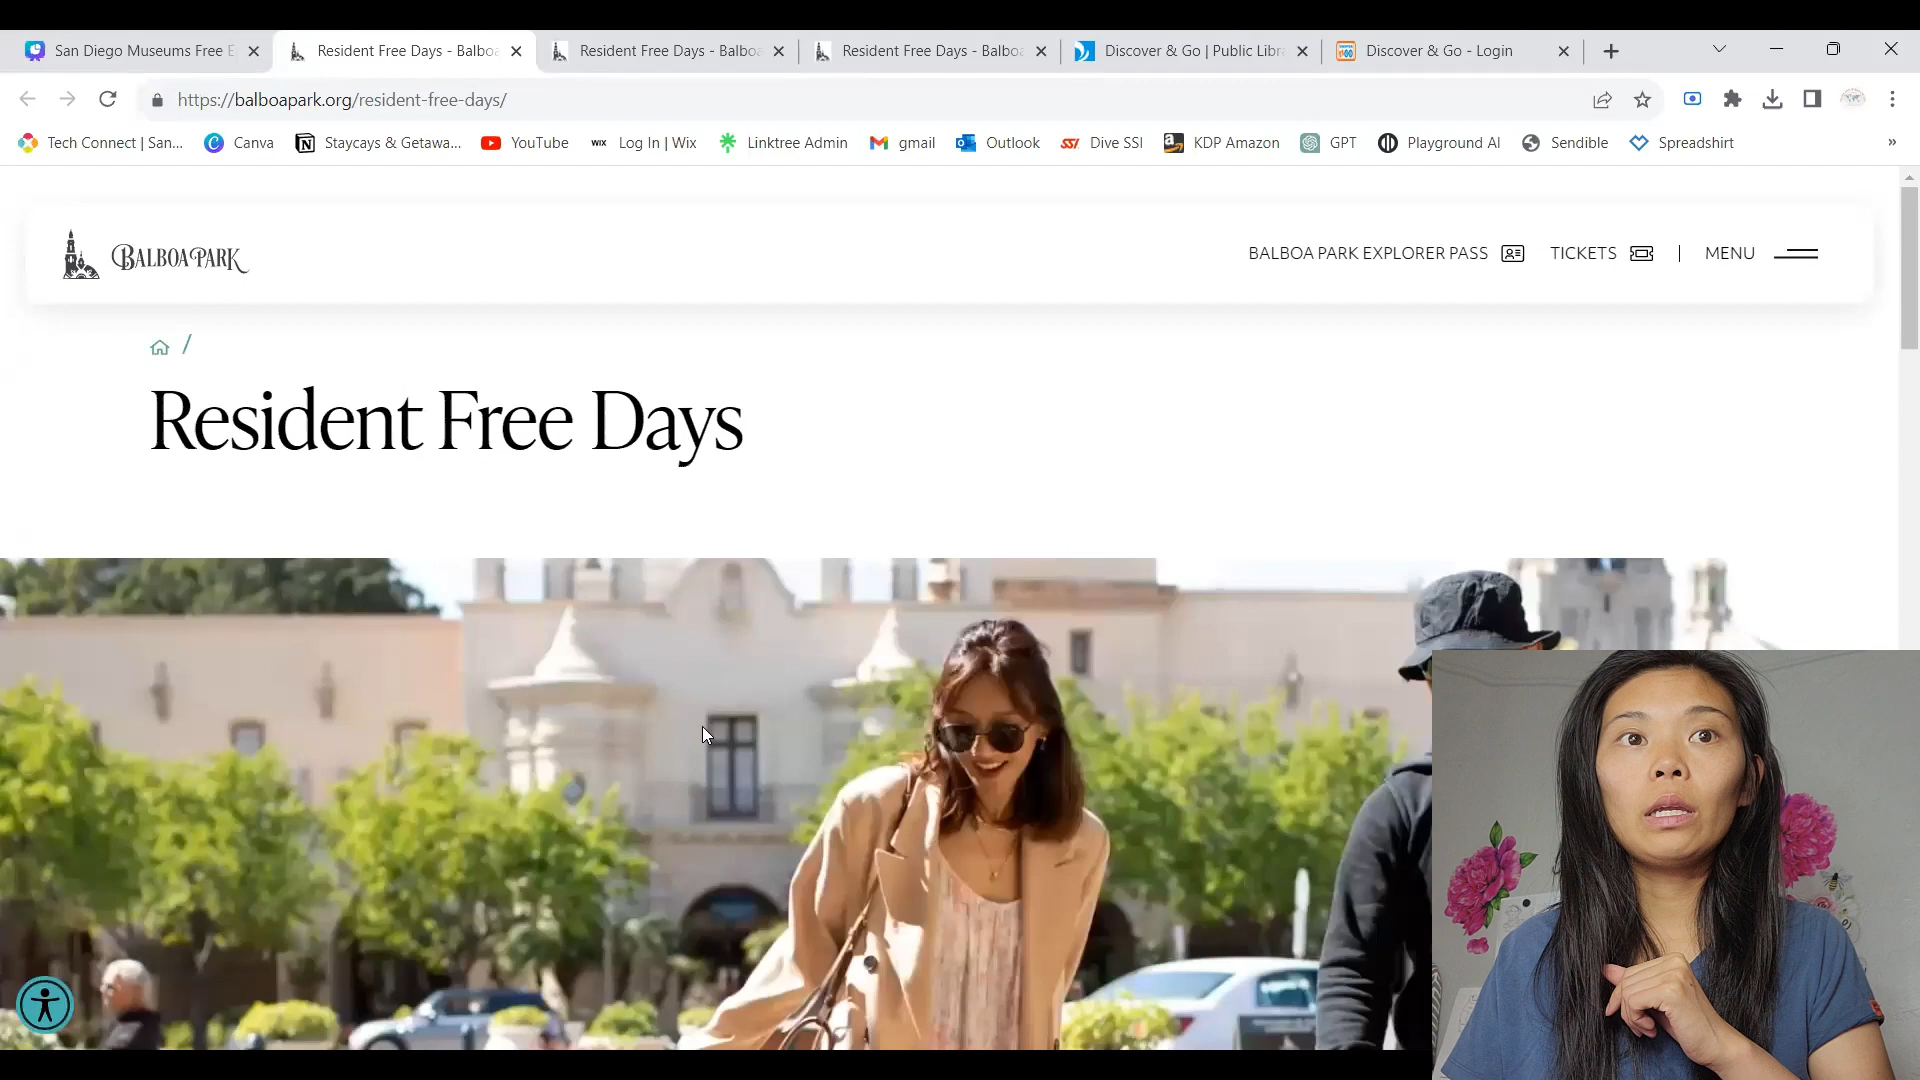 San Diego Museums Free E
Resident Free Days - Balboa
Resident Free Days - Balboa
Resident Free Days - Balboa
Discover & Go | Public Libra
Discover & Go - Login
https://balboapark.org/resident-free-days/
Tech Connect | San...
Canva
Staycays & Getawa...
YouTube
WIX Log In | Wix
Linktree Admin
gmail
Outlook
SSI Dive SSI
KDP Amazon
GPT
Playground AI
Sendible
Spreadshirt
»
BALBOA PARK
BALBOA PARK EXPLORER PASS
TICKETS
MENU
/
Resident Free Days